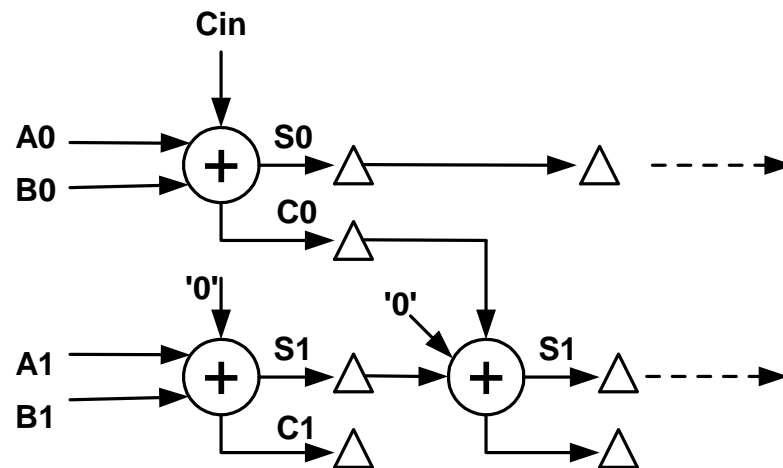 Cin
A0
S0
+
B0
C0
'0'
'0'
A1
S1
S1
+
+
B1
C1